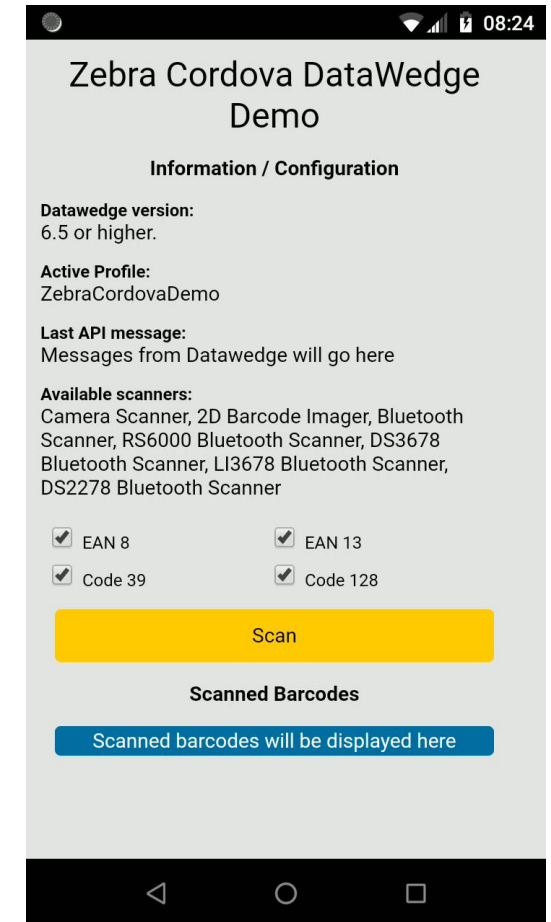 08:24
Zebra Cordova DataWedge
Demo
Information / Configuration
Datawedge version:
6.5 or higher.
Active Profile:
ZebraCordovaDemo
Last API message:
Messages from Datawedge will go here
Available scanners:
Camera Scanner, 2D Barcode Imager, Bluetooth
Scanner, RS6000 Bluetooth Scanner, DS3678
Bluetooth Scanner, LI3678 Bluetooth Scanner,
DS2278 Bluetooth Scanner
EAN 8 EAN 13
Code 39 Code 128
Scan
Scanned Barcodes
Scanned barcodes will be displayed here